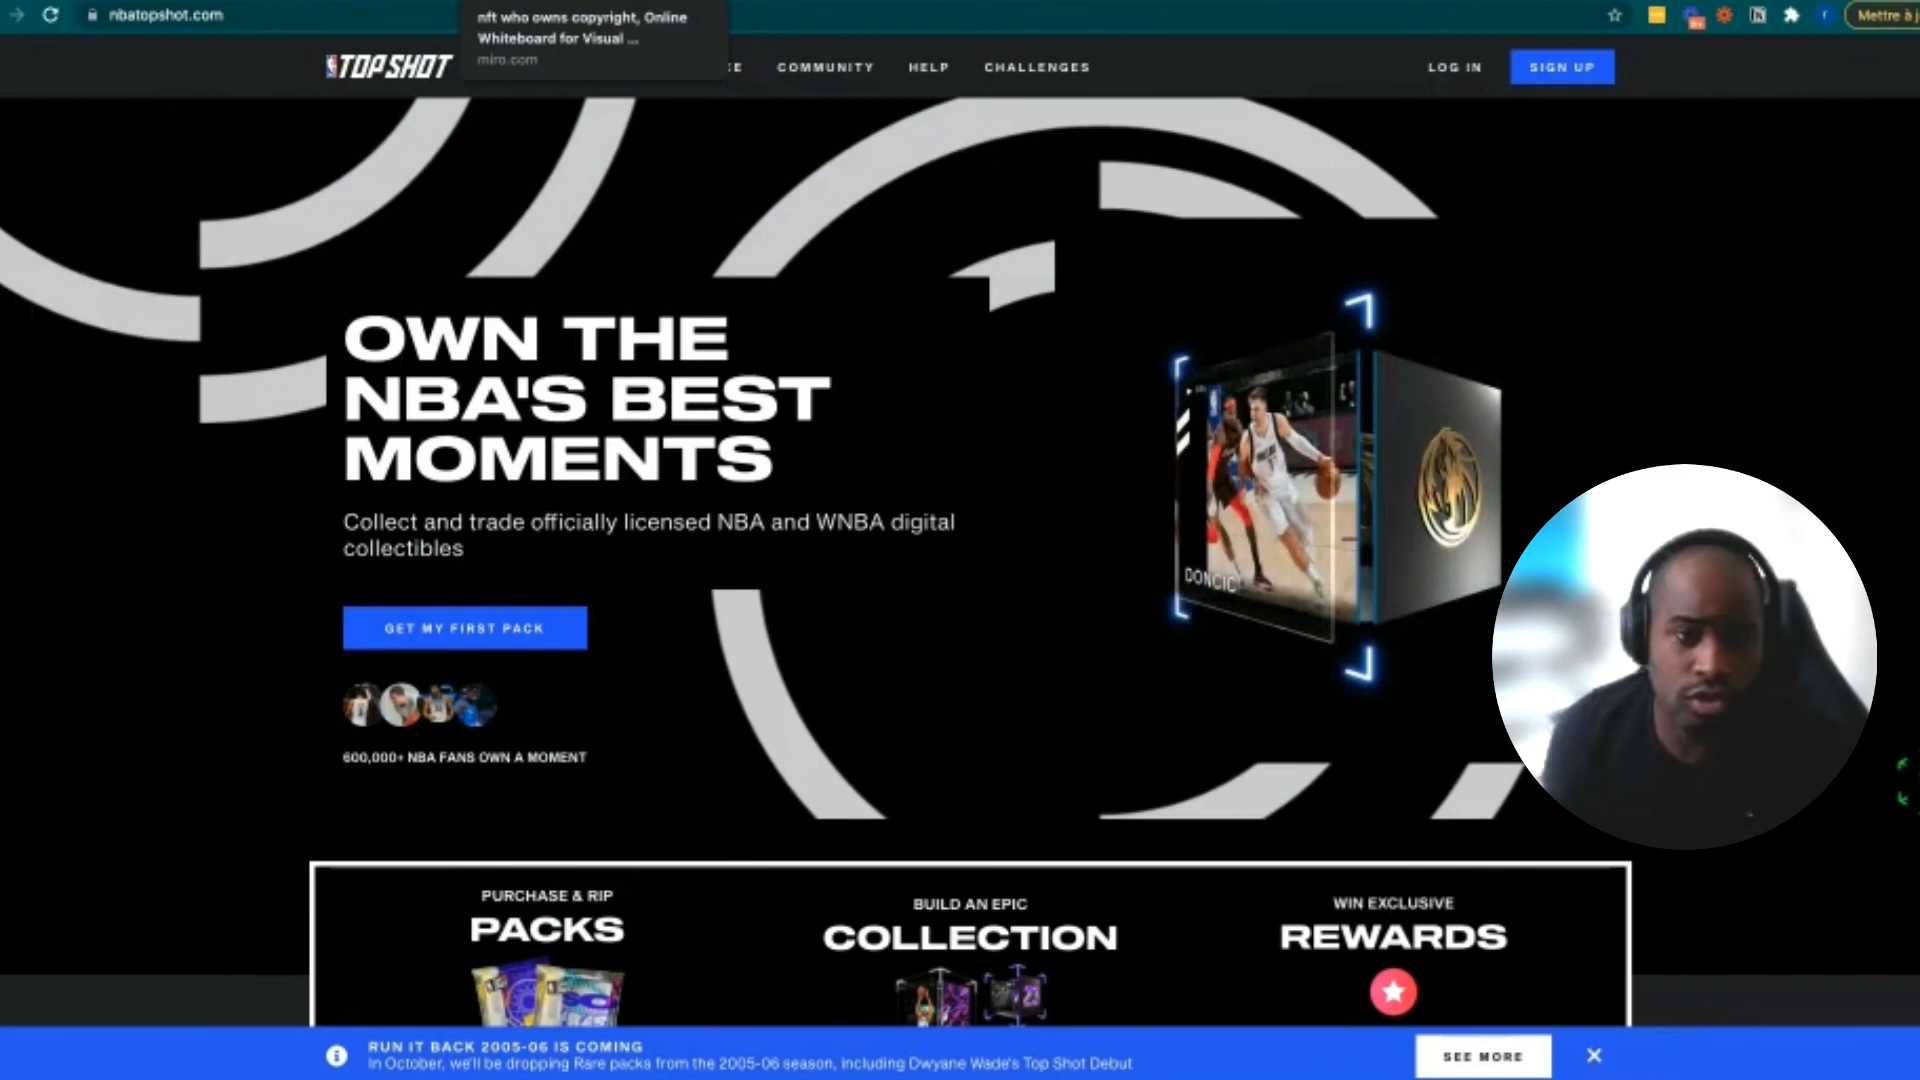 nbatopshot.com
nft who owns copyright, Online
Whiteboard for Visual ...
miro.com
Mettre à j
TOP SHOT
CE
COMMUNITY
HELP
CHALLENGES
LOG IN
SIGN UP
OWN THE
NBA'S BEST
MOMENTS
Collect and trade officially licensed NBA and WNBA digital
collectibles
DONCIC
GET MY FIRST PACK
600,000+ NBA FANS OWN A MOMENT
PURCHASE & RIP
PACKS
BUILD AN EPIC
COLLECTION
WIN EXCLUSIVE
REWARDS
RUN IT BACK 2005-06 IS COMING
In October, we'll be dropping Rare packs from the 2005-06 season, including Dwyane Wade's Top Shot Debut
SEE MORE